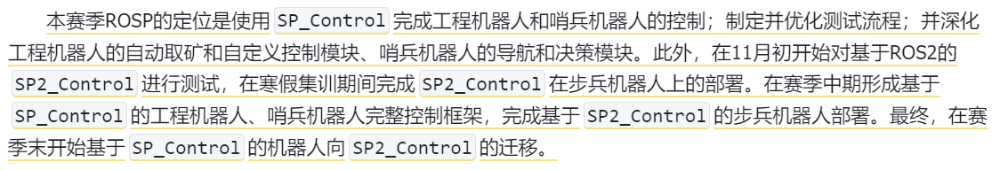 本赛季ROSP的定位是使用 SP_Control 完成工程机器人和哨兵机器人的控制；制定并优化测试流程；并深化
工程机器人的自动取矿和自定义控制模块、哨兵机器人的导航和决策模块。此外，在11月初开始对基于ROS2的
SP2_Control 进行测试，在寒假集训期间完成 SP2_Control 在步兵机器人上的部署。在赛季中期形成基于
SP_Control 的工程机器人、哨兵机器人完整控制框架，完成基于 SP2_Control 的步兵机器人部署。最终，在赛
季末开始基于 SP_Control 的机器人向 SP2_Control 的迁移。